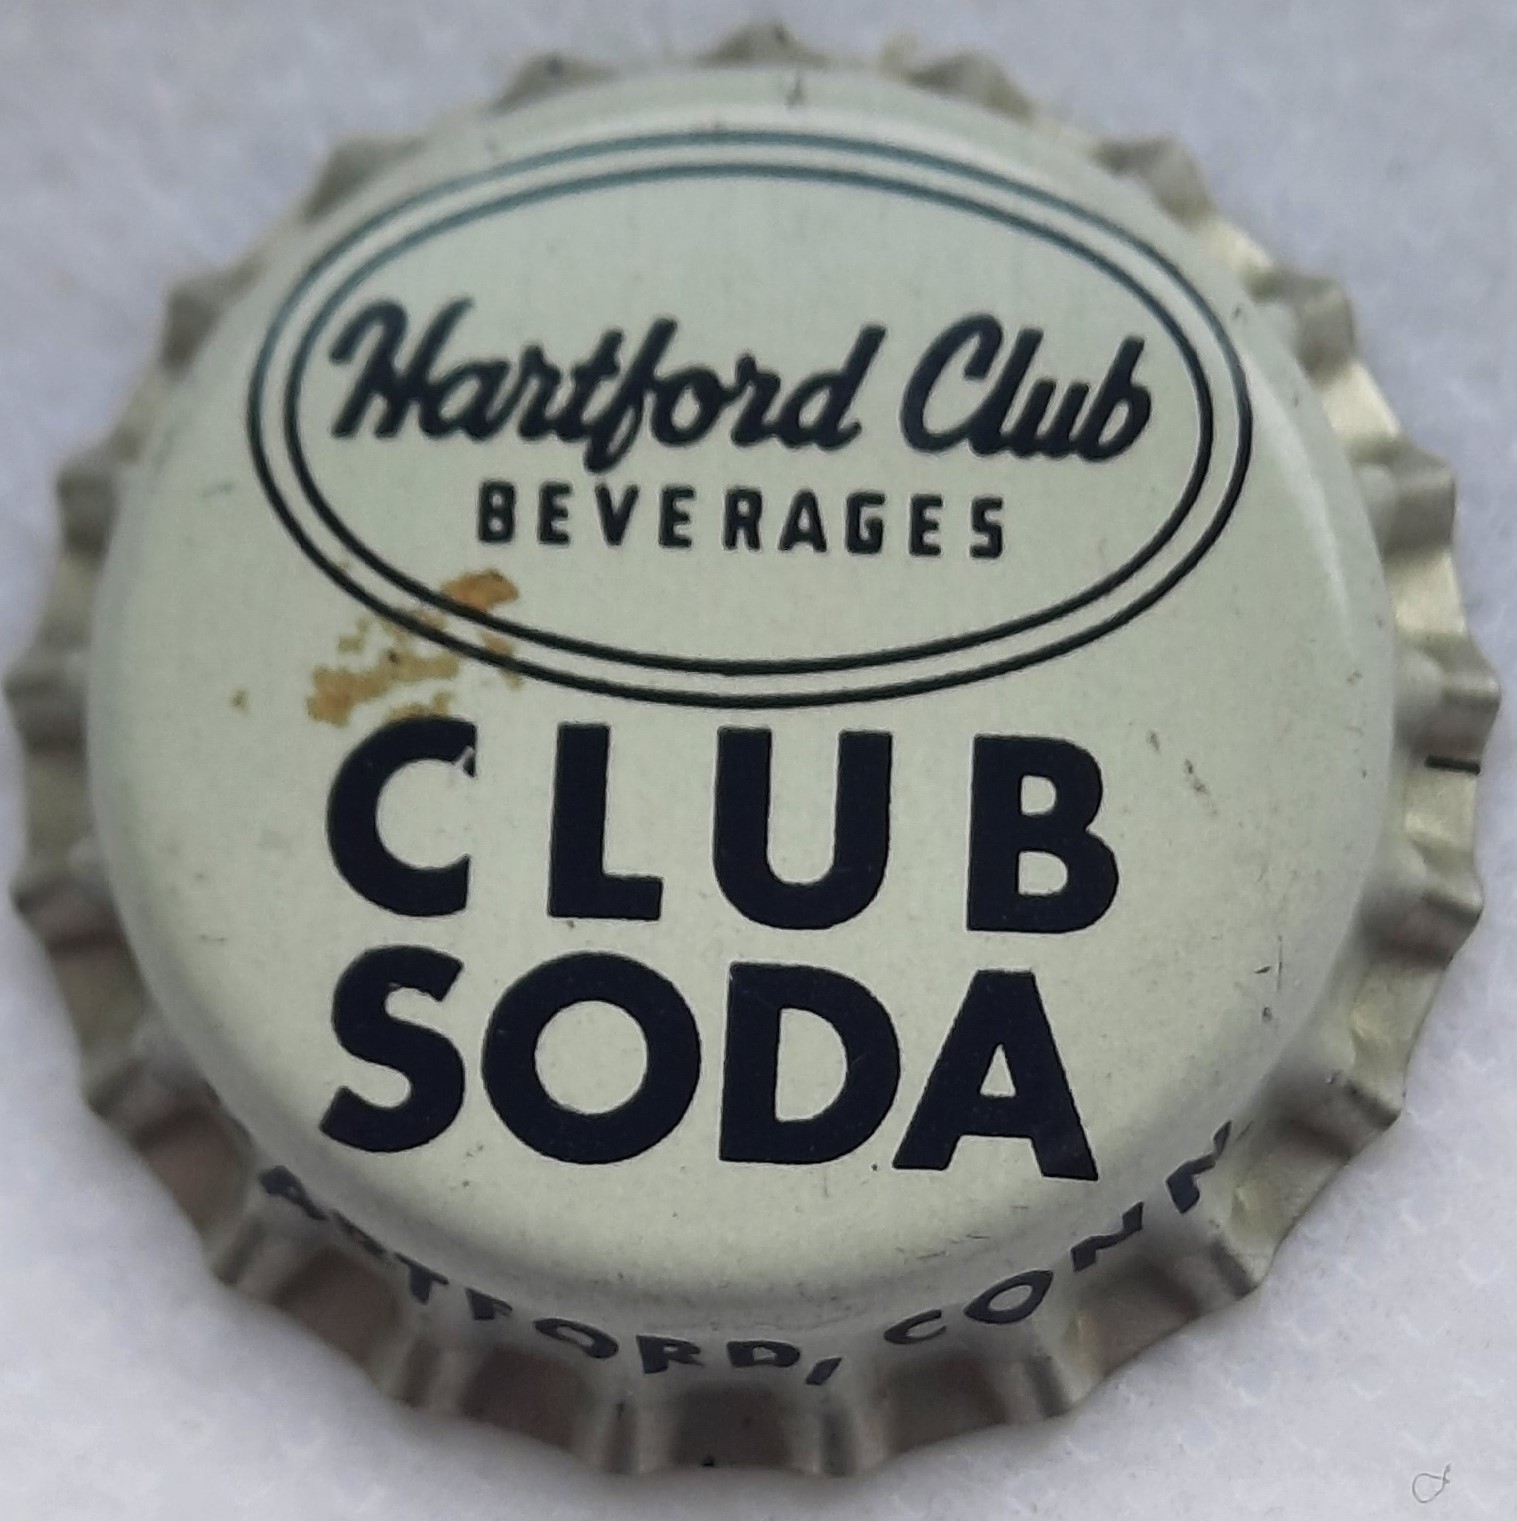 Hartford Club
BEVERAGES
CLUB
SODA
ARTFORD, CONN